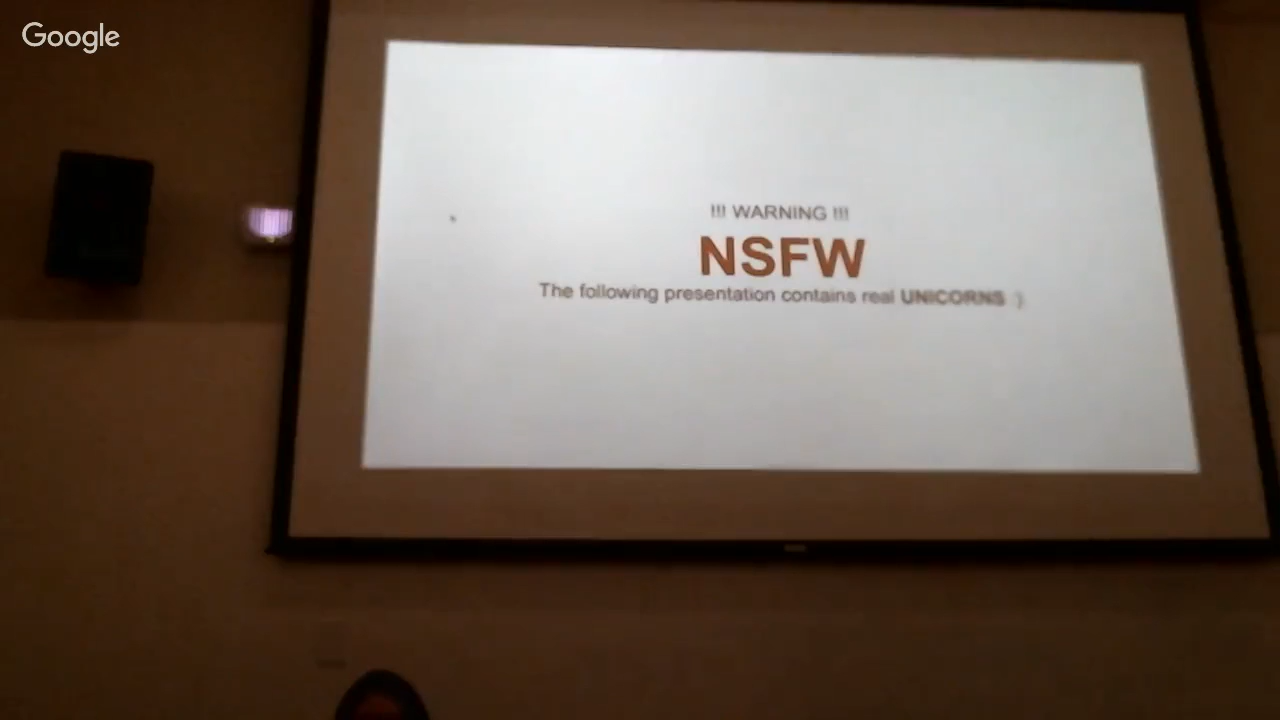 Google
!!! WARNING !!!
NSFW
The following presentation contains real UNICORNS :)